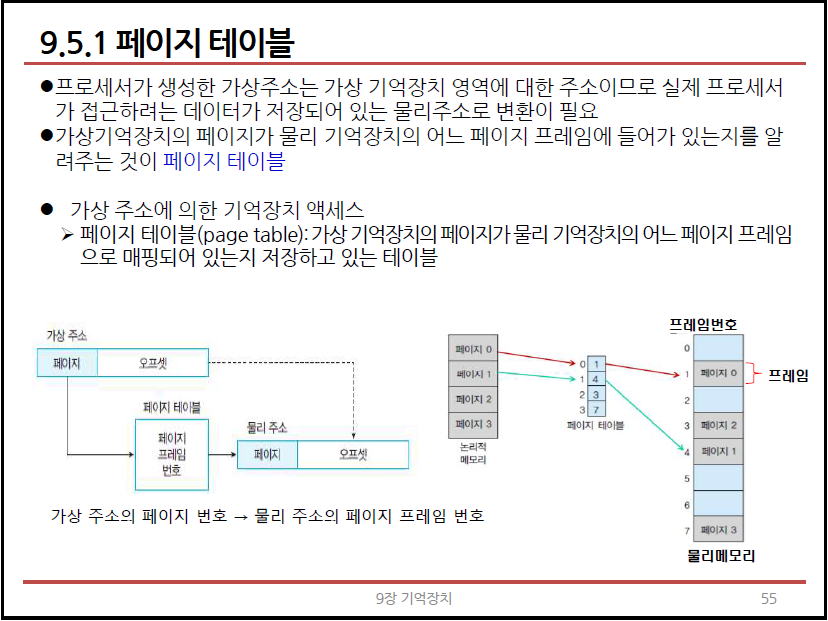 9.5.1 페이지 테이블
●프로세서가 생성한 가상주소는 가상 기억장치 영역에 대한 주소이므로 실제 프로세서
가 접근하려는 데이터가 저장되어 있는 물리주소로 변환이 필요
●가상기억장치의 페이지가 물리 기억장치의 어느 페이지 프레임에 들어가 있는지를 알
려주는 것이 페이지 테이블
● 가상 주소에 의한 기억장치 액세스
➢ 페이지 테이블(page table): 가상 기억장치의 페이지가 물리 기억장치의 어느 페이지 프레임
으로 매핑되어 있는지 저장하고 있는 테이블
가상 주소
페이지 오프셋
페이지 테이블
페이지
프레임
번호
물리 주소
페이지 오프셋
가상 주소의 페이지 번호 → 물리 주소의 페이지 프레임 번호
페이지 0
페이지 1
페이지 2
페이지 3
논리적
메모리
0 1
1 4
2 3
3 7
페이지 테이블
프레임번호
0
1 페이지 0
프레임
2
3 페이지 2
4 페이지 1
5
6
7 페이지 3
물리메모리
9장 기억장치
55